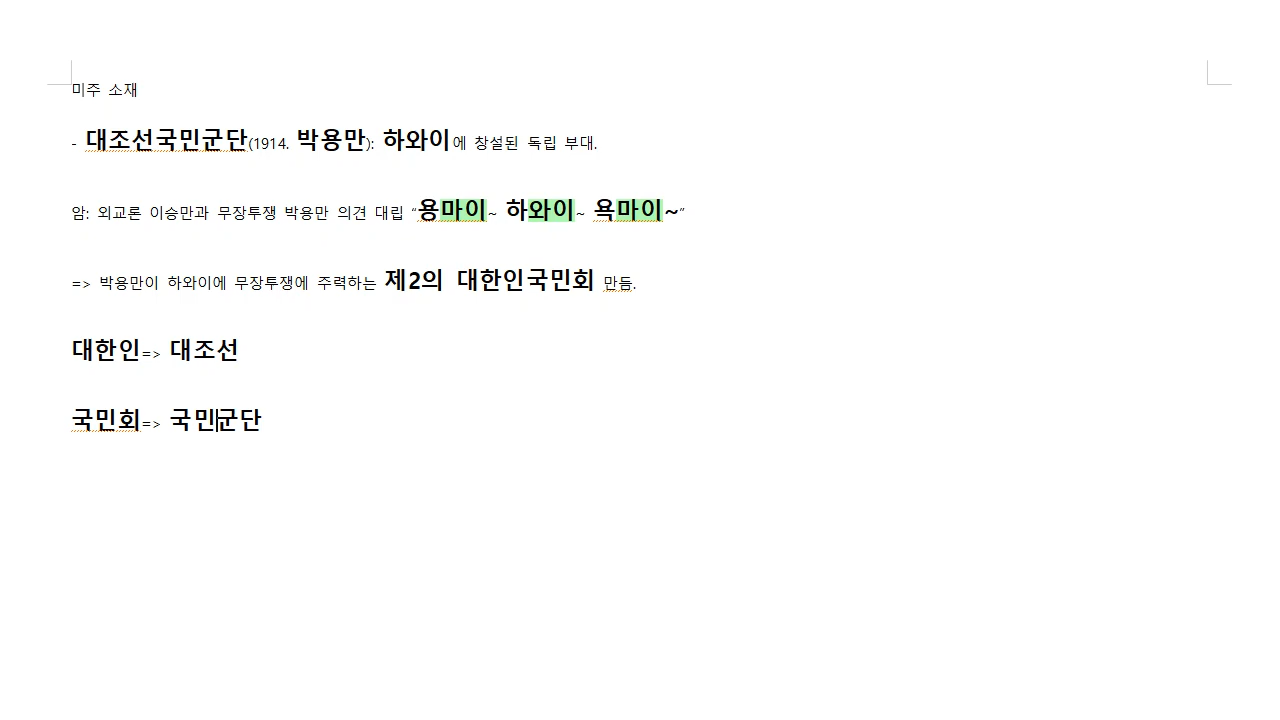 미주 소재
- 대조선국민군단(1914. 박용만): 하와이에 창설된 독립 부대.
암: 외교론 이승만과 무장투쟁 박용만 의견 대립 “용마이~ 하와이~ 욕마이~”
=> 박용만이 하와이에 무장투쟁에 주력하는 제2의 대한인국민회 만듬.
대한인=> 대조선
국민회=> 국민군단